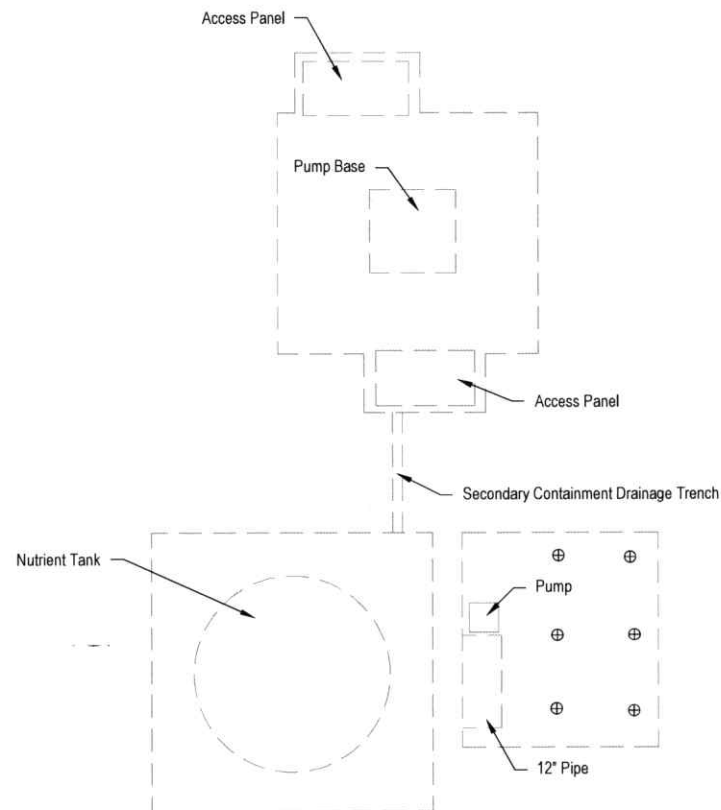 Access Panel
Pump Base
Access Panel
Secondary Containment Drainage Trench
Nutrient Tank
Pump
12" Pipe